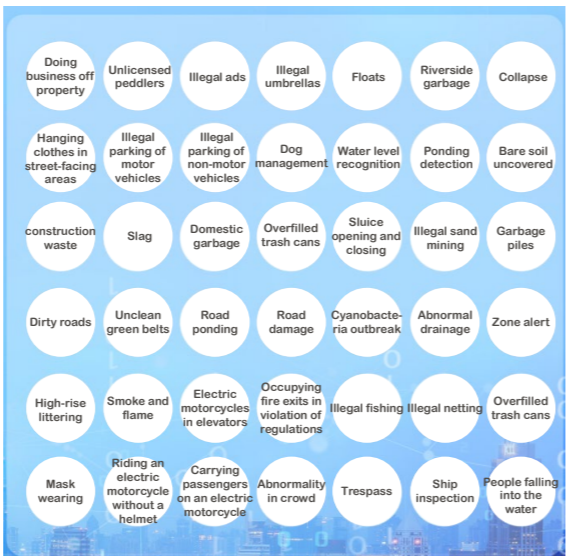 Doing
business off
property
Unlicensed
peddlers
Illegal ads
Illegal
umbrellas
Floats
Riverside
garbage
Collapse
Hanging
clothes in
street-facing
areas
Illegal
parking of
motor
vehicles
Illegal
parking of
non-motor
vehicles
Dog
management
Water level
recognition
Ponding
detection
Bare soil
uncovered
construction
waste
Slag
Domestic
garbage
Overfilled
trash cans
Sluice
opening and
closing
Illegal sand
mining
Garbage
piles
Dirty roads
Unclean
green belts
Road
ponding
Road
damage
Cyanobacte-
ria outbreak
Abnormal
drainage
Zone alert
High-rise
littering
Smoke and
flame
Electric
motorcycles
in elevators
Occupying
fire exits in
violation of
regulations
Illegal fishing
Illegal netting
Overfilled
trash cans
Mask
wearing
Riding an
electric
motorcycle
without a
helmet
Carrying
passengers
on an electric
motorcycle
Abnormality
in crowd
Trespass
Ship
inspection
People falling
into the
water